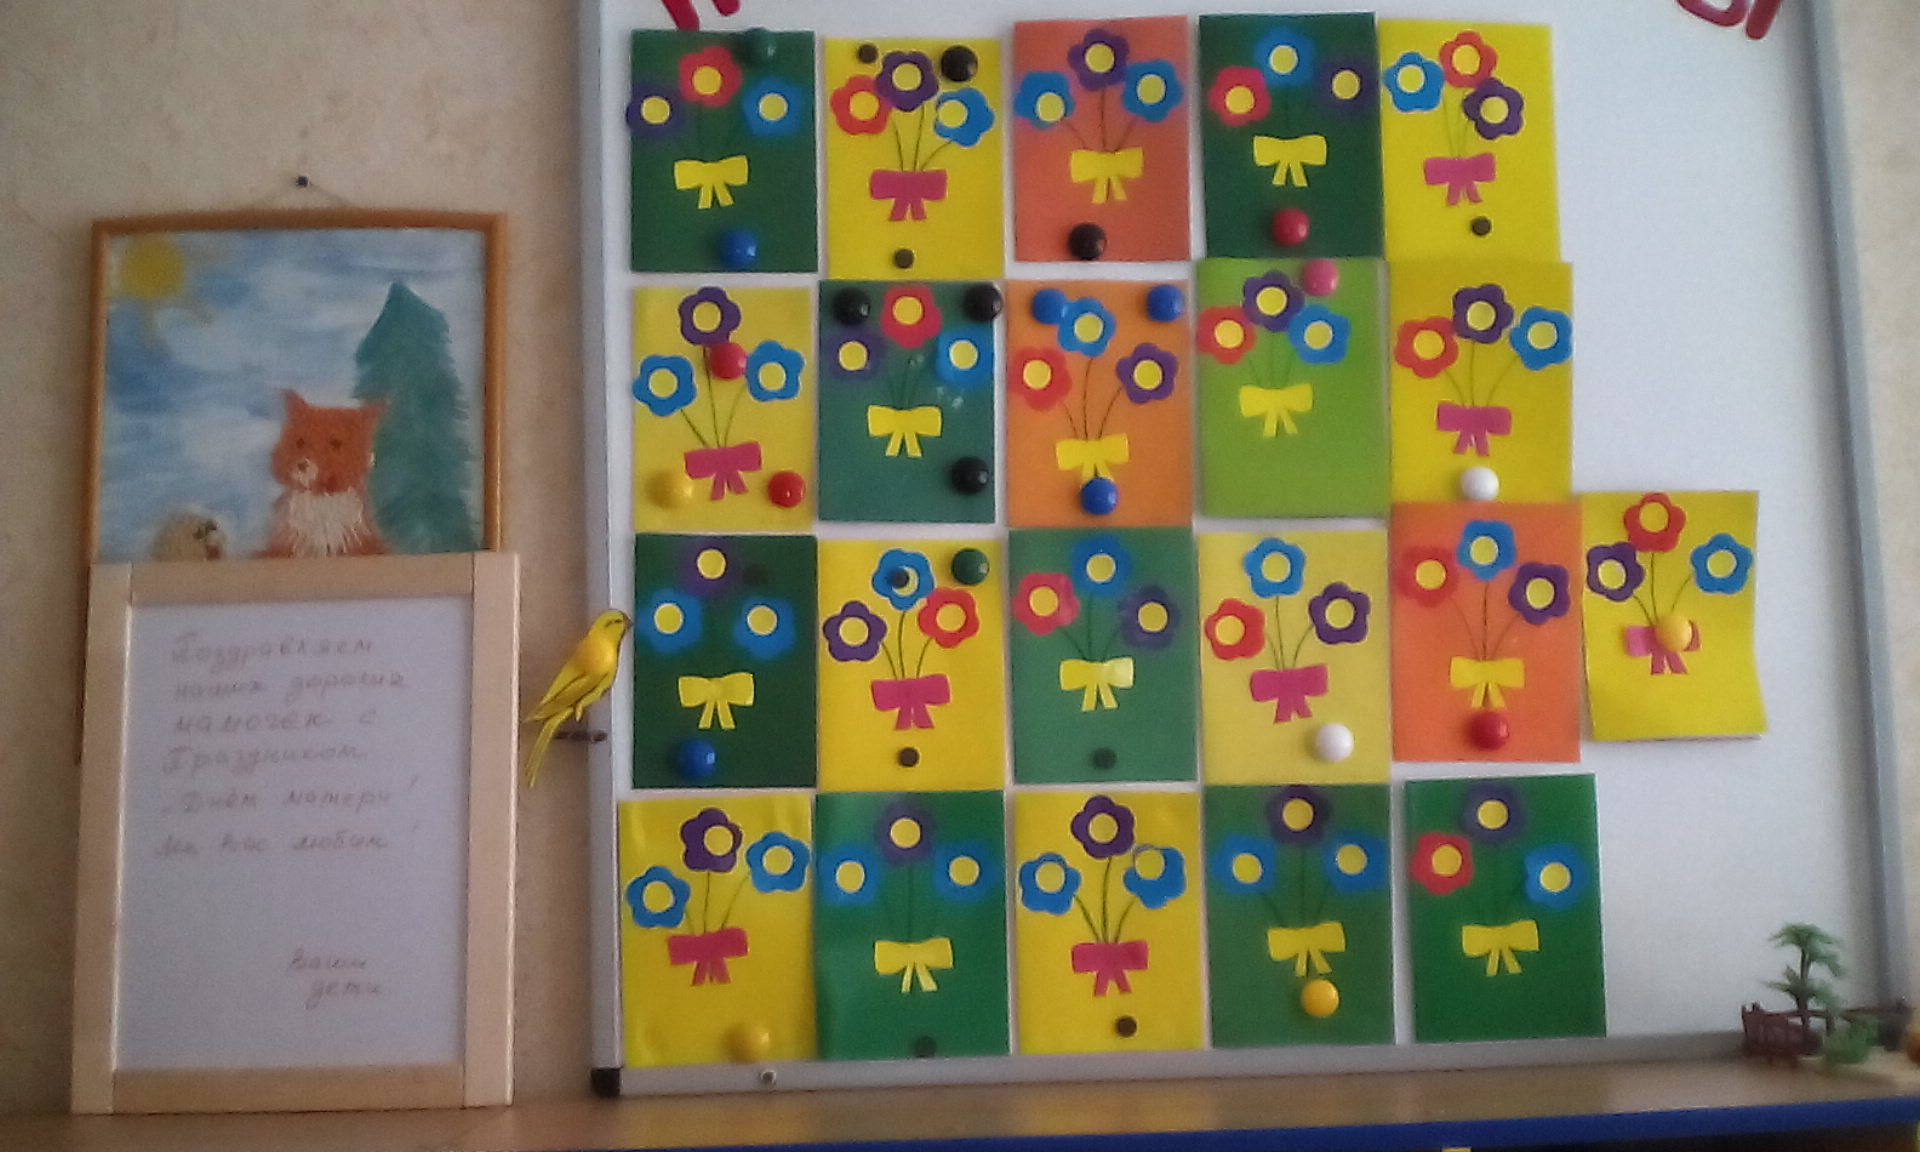 Поздравляем
наших дорогих
мамочек с
Праздником
„Днём матери"!
Мы вас любим!
Ваши
дети